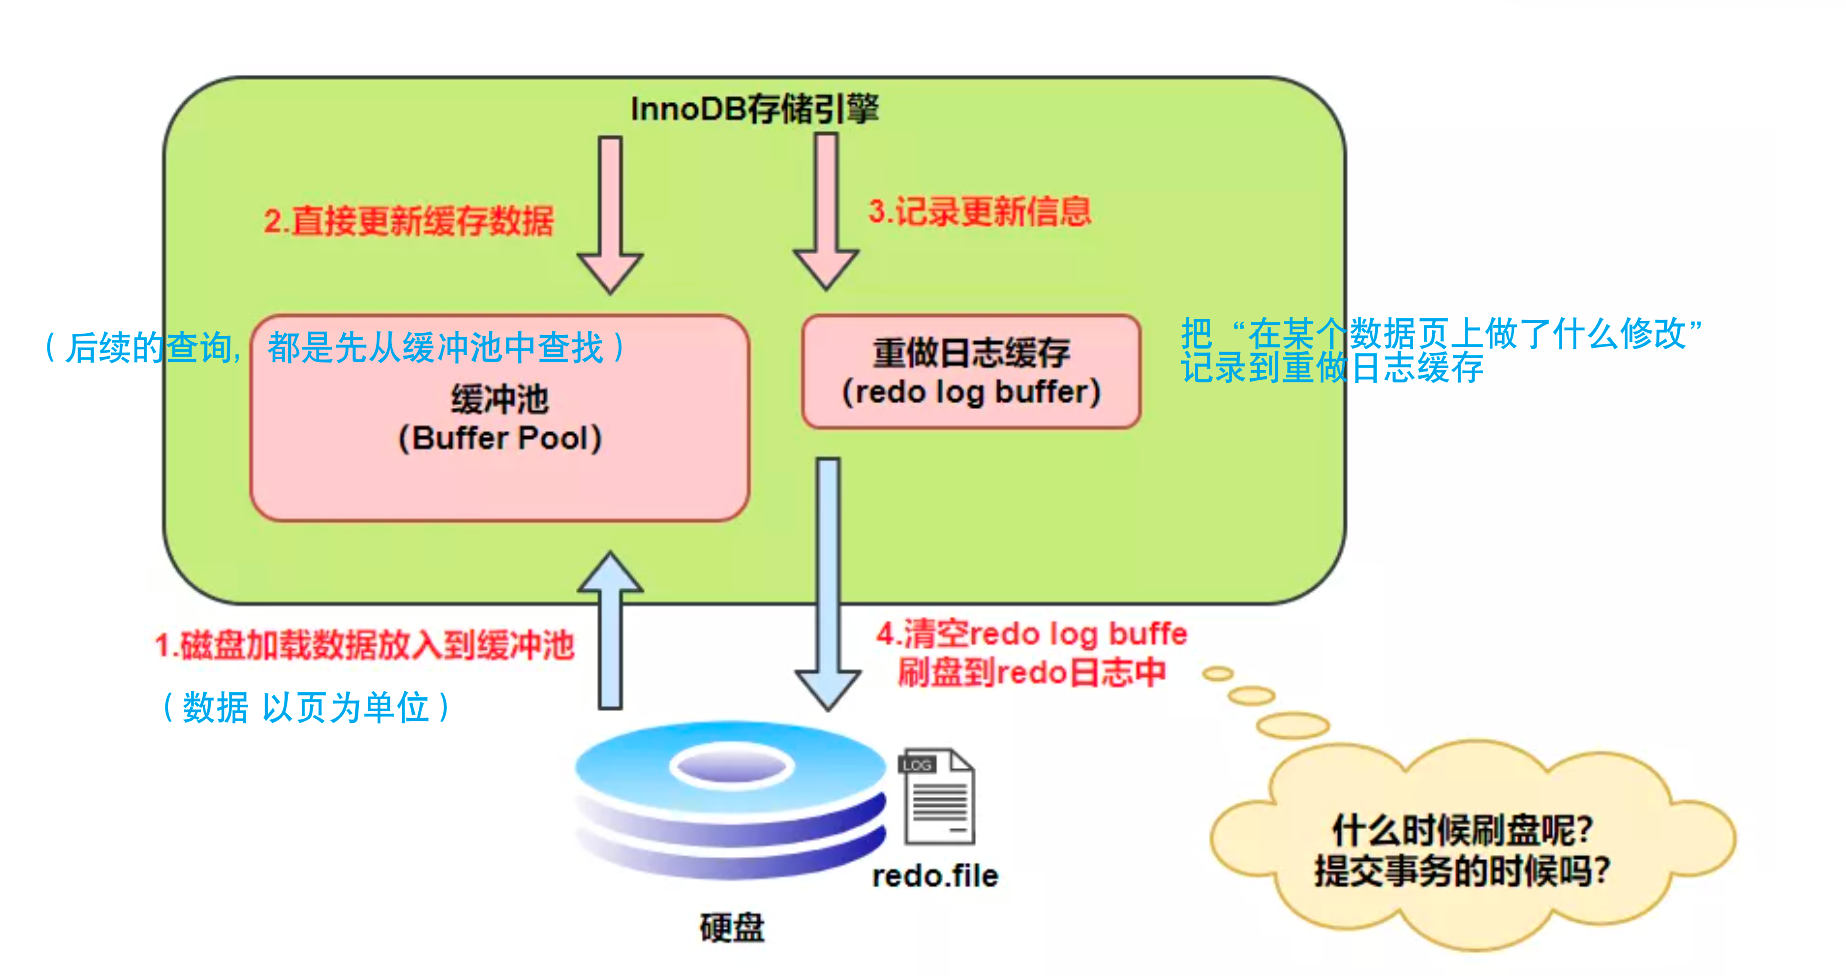 InnoDB存储引擎
2.直接更新缓存数据
3.记录更新信息
（后续的查询，都是先从缓冲池中查找）
缓冲池
（Buffer Pool）
重做日志缓存
（redo log buffer）
把“在某个数据页上做了什么修改”
记录到重做日志缓存
1.磁盘加载数据放入到缓冲池
（数据 以页为单位）
4.清空redo log buffe
刷盘到redo日志中
LOG
redo.file
硬盘
什么时候刷盘呢？
提交事务的时候吗？